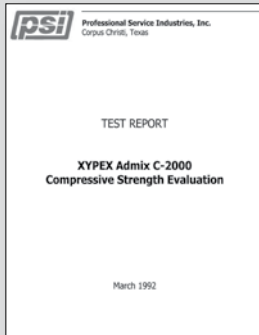 psi
Professional Service Industries, Inc.
Corpus Christi, Texas
TEST REPORT
XYPEX Admix C-2000
Compressive Strength Evaluation
March 1992